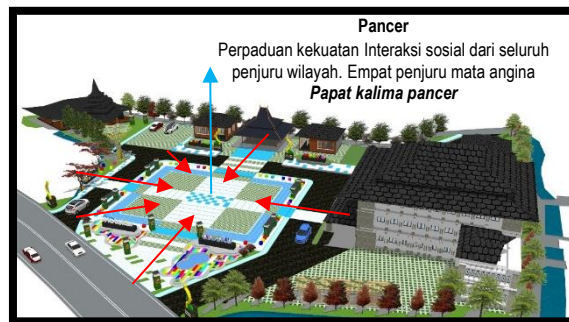 Pancer
Perpaduan kekuatan Interaksi sosial dari seluruh
penjuru wilayah. Empat penjuru mata angina
Papat kalima pancer